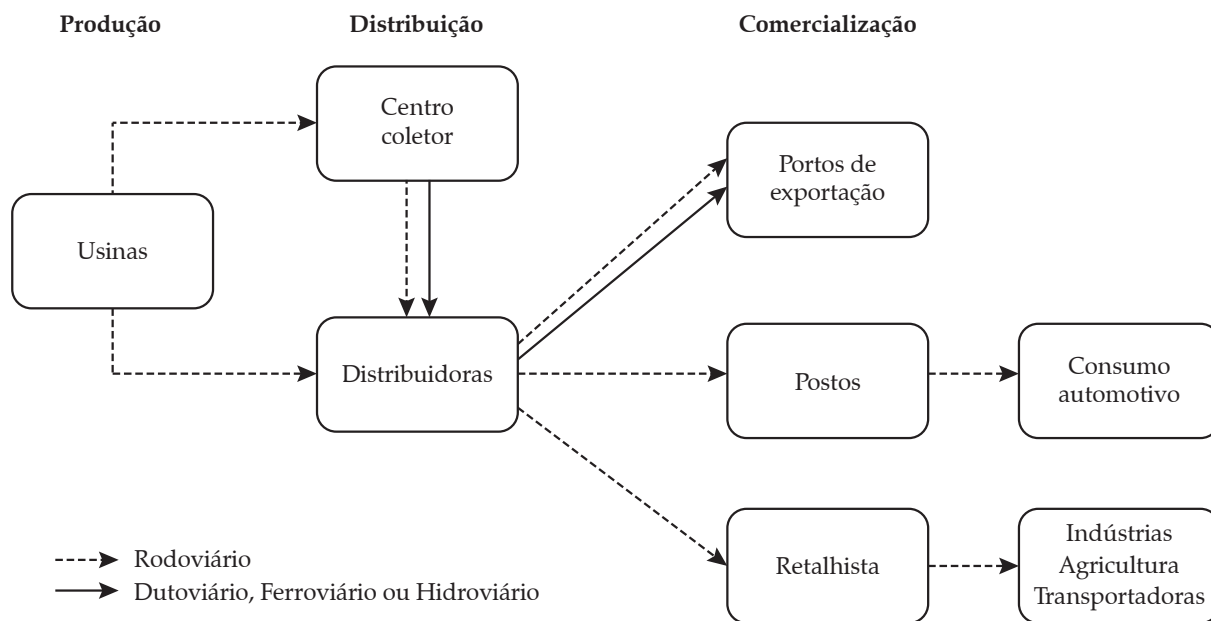 Produção
Distribuição
Comercialização
Centro
coletor
Portos de
exportação
Usinas
Distribuidoras
Postos
Consumo
automotivo
Retalhista
Indústrias
Agricultura
Transportadoras
Rodoviário
Dutoviário, Ferroviário ou Hidroviário